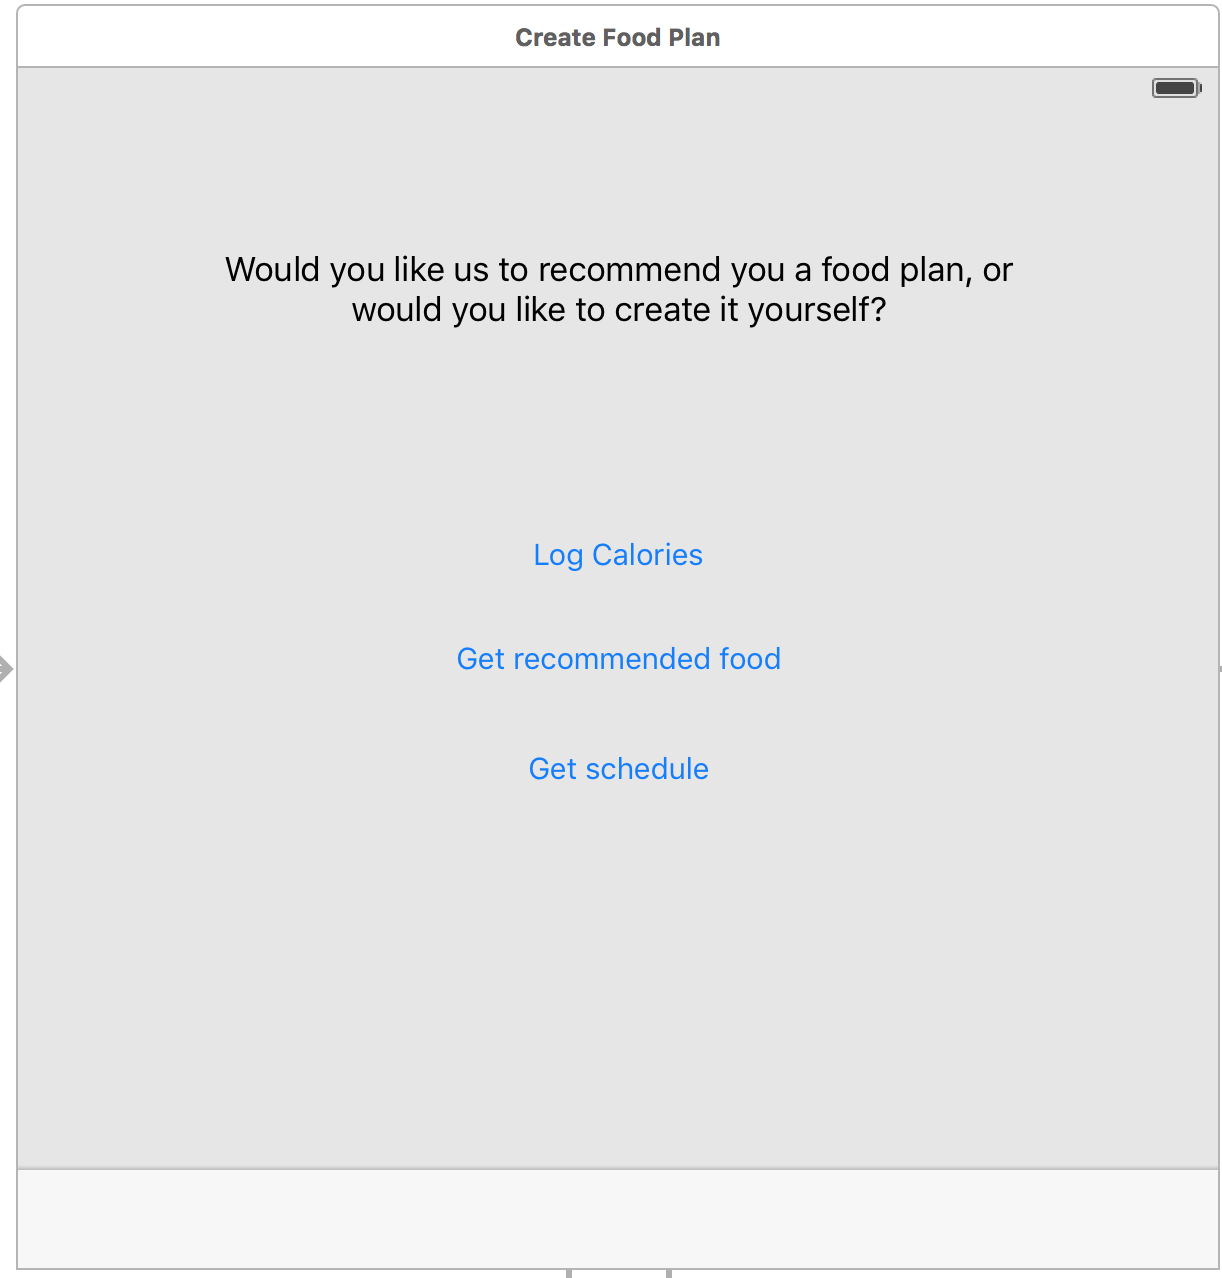 Create Food Plan
Would you like us to recommend you a food plan, or
would you like to create it yourself?
Log Calories
Get recommended food
Get schedule